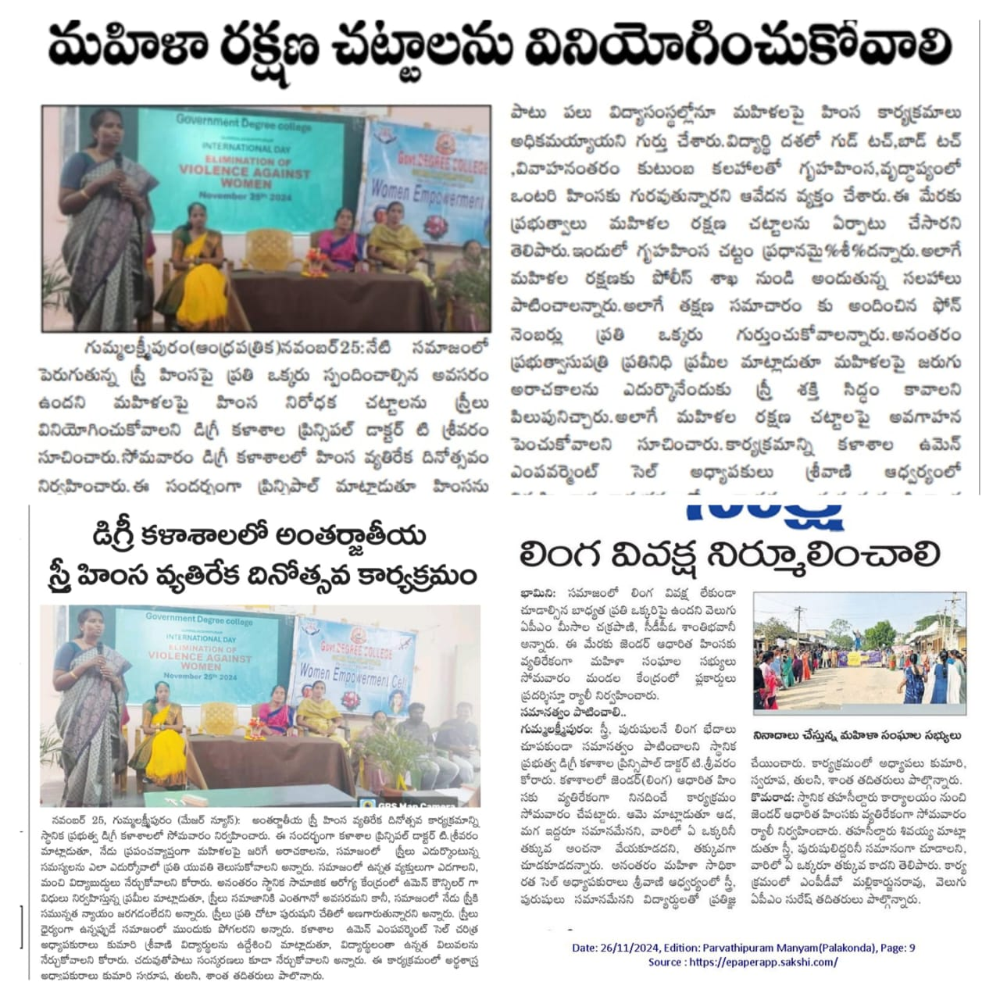 మహిళా రక్షణ చట్టాలను వినియోగించుకోవాలి
Government Degree college
INTERNATIONAL DAY
ELIMINATION OF
VIOLENCE AGAINST
WOMEN
November 25th 2024
Govt. DEGREE COLLEGE
Women Empowerment
గుమ్మలక్ష్మీపురం(ఆంధ్రపత్రిక)నవంబర్25:నేటి సమాజంలో
పెరుగుతున్న స్త్రీ హింసపై ప్రతి ఒక్కరు స్పందించాల్సిన అవసరం
ఉందని మహిళలపై హింస నిరోధక చట్టాలను స్త్రీలు
వినియోగించుకోవాలని డిగ్రీ కళాశాల ప్రిన్సిపల్ డాక్టర్ టి శ్రీవరం
సూచించారు.సోమవారం డిగ్రీ కళాశాలలో హింస వ్యతిరేక దినోత్సవం
నిర్వహించారు.ఈ సందర్భంగా ప్రిన్సిపాల్ మాట్లాడుతూ హింసను
పాటు పలు విద్యాసంస్థల్లోనూ మహిళలపై హింస కార్యక్రమాలు
అధికమయ్యాయని గుర్తు చేశారు.విద్యార్థి దశలో గుడ్ టచ్,బాడ్ టచ్
,వివాహనంతరం కుటుంబ కలహాలతో గృహహింస,వృద్ధాప్యంలో
ఒంటరి హింసకు గురవుతున్నారని ఆవేదన వ్యక్తం చేశారు.ఈ మేరకు
ప్రభుత్వాలు మహిళల రక్షణ చట్టాలను ఏర్పాటు చేసారని
తెలిపారు.ఇందులో గృహహింస చట్టం ప్రధానమై%శీ%దన్నారు.అలాగే
మహిళల రక్షణకు పోలీస్ శాఖ నుండి అందుతున్న సలహాలు
పాటించాలన్నారు.అలాగే తక్షణ సమాచారం కు అందించిన ఫోన్
నెంబర్లు ప్రతి ఒక్కరు గుర్తుంచుకోవాలన్నారు.అనంతరం
ప్రభుత్వాసుపత్రి ప్రతినిధి ప్రమీల మాట్లాడుతూ మహిళలపై జరుగు
అరాచకాలను ఎదుర్కొనేందుకు స్త్రీ శక్తి సిద్ధం కావాలని
పిలుపునిచ్చారు.అలాగే మహిళల రక్షణ చట్టాలపై అవగాహన
పెంచుకోవాలని సూచించారు.కార్యక్రమాన్ని కళాశాల ఉమెన్
ఎంపవర్మెంట్ సెల్ అధ్యాపకులు శ్రీవాణి ఆధ్వర్యంలో
డిగ్రీ కళాశాలలో అంతర్జాతీయ
స్త్రీ హింస వ్యతిరేక దినోత్సవ కార్యక్రమం
Government Degree college
INTERNATIONAL DAY
ELIMINATION OF
VIOLENCE AGAINST
WOMEN
November 25th 2024
Govt. DEGREE COLLEGE
Women Empowerment Cell
GPS Map Camera
నవంబర్ 25, గుమ్మలక్ష్మీపురం (మేజర్ న్యూస్): అంతర్జాతీయ స్త్రీ హింస వ్యతిరేక దినోత్సవ కార్యక్రమాన్ని
స్థానిక ప్రభుత్వ డిగ్రీ కళాశాలలో సోమవారం నిర్వహించారు. ఈ సందర్భంగా కళాశాల ప్రిన్సిపల్ డాక్టర్ టి.శ్రీవరం
మాట్లాడుతూ, నేడు ప్రపంచవ్యాప్తంగా మహిళలపై జరిగే అరాచకాలను, సమాజంలో స్త్రీలు ఎదుర్కొంటున్న
సమస్యలను ఎలా ఎదుర్కోవాలో ప్రతి యువతి తెలుసుకోవాలని అన్నారు. సమాజంలో ఉన్నత వ్యక్తులుగా ఎదగాలని,
మంచి విద్యాబుద్ధులు నేర్చుకోవాలని కోరారు. అనంతరం స్థానిక సామాజిక ఆరోగ్య కేంద్రంలో ఉమెన్ కౌన్సిలర్ గా
విధులు నిర్వహిస్తున్న ప్రమీల మాట్లాడుతూ, స్త్రీలు సమాజానికి ఎంతగానో అవసరమని కానీ, సమాజంలో నేడు స్త్రీకి
సమున్నత న్యాయం జరగడంలేదని అన్నారు. స్త్రీలు ప్రతి చోటా పురుషుని చేతిలో అణగారుతున్నారని అన్నారు. స్త్రీలు
ధైర్యంగా ఉన్నప్పుడే సమాజంలో ముందుకు పోగలరని అన్నారు. కళాశాల ఉమెన్ ఎంపవర్మెంట్ సెల్ చరిత్ర
అధ్యాపకురాలు కుమారి శ్రీవాణి విద్యార్థులను ఉద్దేశించి మాట్లాడుతూ, విద్యార్థులంతా ఉన్నత విలువలను
నేర్చుకోవాలని కోరారు. చదువుతోపాటు సంస్కరణలు కూడా నేర్చుకోవాలని అన్నారు. ఈ కార్యక్రమంలో అర్థశాస్త్ర
అధ్యాపకురాలు కుమారి స్వరూప, తులసి, శాంత తదితరులు పాల్గొన్నారు.
లింగ వివక్ష నిర్మూలించాలి
భామిని: సమాజంలో లింగ వివక్ష లేకుండా
చూడాల్సిన బాధ్యత ప్రతి ఒక్కరిపై ఉందని వెలుగు
ఏపీఎం మీసాల చక్రపాణి, సీడీపీఓ శాంతిభవానీ
అన్నారు. ఈ మేరకు జెండర్ ఆధారిత హింసకు
వ్యతిరేకంగా మహిళా సంఘాల సభ్యులు
సోమవారం మండల కేంద్రంలో ప్లకార్డులు
ప్రదర్శిస్తూ ర్యాలీ నిర్వహించారు.
సమానత్వం పాటించాలి..
గుమ్మలక్ష్మీపురం: స్త్రీ, పురుషులనే లింగ భేదాలు
చూపకుండా సమానత్వం పాటించాలని స్థానిక
ప్రభుత్వ డిగ్రీ కళాశాల ప్రిన్సిపాల్ డాక్టర్ టి.శ్రీవరం
కోరారు. కళాశాలలో జెండర్(లింగ) ఆధారిత హిం
సకు వ్యతిరేకంగా నినదించే కార్యక్రమం
సోమవారం చేపట్టారు. ఆమె మాట్లాడుతూ ఆడ,
మగ ఇద్దరూ సమానమేనని, వారిలో ఏ ఒక్కరినీ
తక్కువ అంచనా వేయకూడదని, తక్కువగా
చూడకూడదన్నారు. అనంతరం మహిళా సాధికా
రత సెల్ అధ్యాపకురాలు శ్రీవాణి ఆధ్వర్యంలో స్త్రీ,
పురుషులు సమానమేనని విద్యార్థులతో ప్రతిజ్ఞ
నినాదాలు చేస్తున్న మహిళా సంఘాల సభ్యులు
చేయించారు. కార్యక్రమంలో అధ్యాపలు కుమారి,
స్వరూప, తులసి, శాంత తదితరులు పాల్గొన్నారు.
కొమరాడ: స్థానిక తహసీల్దారు కార్యాలయం నుంచి
జెండర్ ఆధారిత హింసకు వ్యతిరేకంగా సోమవారం
ర్యాలీ నిర్వహించారు. తహసీల్దారు శివయ్య మాట్లా
డుతూ స్త్రీ, పురుషులిద్దరినీ సమానంగా చూడాలని,
వారిలో ఏ ఒక్కరూ తక్కువ కాదని తెలిపారు. కార్య
క్రమంలో ఎంపీడీవో మల్లికార్జునరావు, వెలుగు
ఏపీఎం సురేష్ తదితరులు పాల్గొన్నారు.
Date: 26/11/2024, Edition: Parvathipuram Manyam(Palakonda), Page: 9
Source : https://epaperapp.sakshi.com/